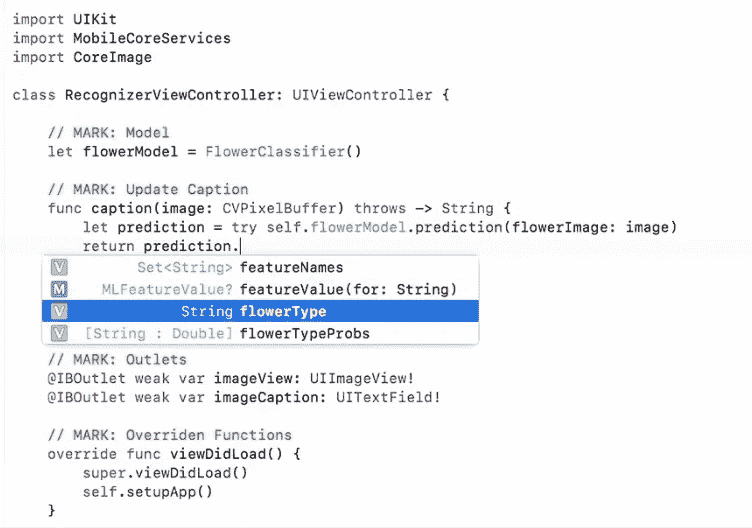 import UIKit
import MobileCoreServices
import CoreImage
class RecognizerViewController: UIViewController {
// MARK: Model
let flowerModel = FlowerClassifier()
// MARK: Update Caption
func caption(image: CVPixelBuffer) throws -> String {
let prediction = try self.flowerModel.prediction(flowerImage: image)
return prediction.
V Set<String> featureNames
M MLFeatureValue? featureValue(for: String)
V String flowerType
V [String : Double] flowerTypeProbs
// MARK: Outlets
@IBOutlet weak var imageView: UIImageView!
@IBOutlet weak var imageCaption: UITextField!
// MARK: Overriden Functions
override func viewDidLoad() {
super.viewDidLoad()
self.setupApp()
}